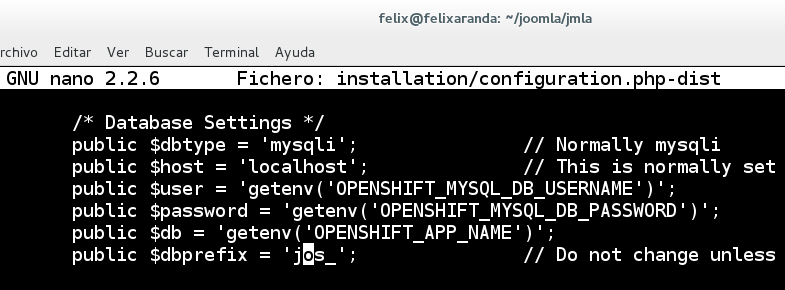 felix@felixaranda: ~/joomla/jmla
rchivo Editar Ver Buscar Terminal Ayuda
GNU nano 2.2.6 Fichero: installation/configuration.php-dist
/* Database Settings */
public $dbtype = 'mysqli'; // Normally mysqli
public $host = 'localhost'; // This is normally set
public $user = 'getenv('OPENSHIFT_MYSQL_DB_USERNAME')';
public $password = 'getenv('OPENSHIFT_MYSQL_DB_PASSWORD')';
public $db = 'getenv('OPENSHIFT_APP_NAME')';
public $dbprefix = 'jos_'; // Do not change unless